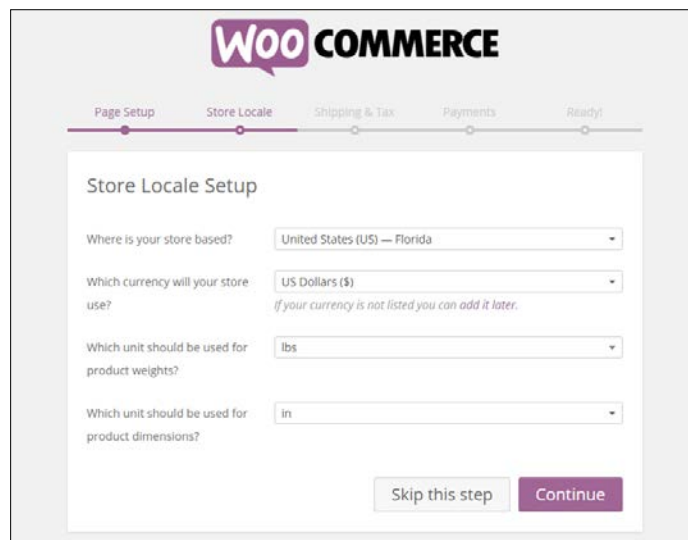 WOO COMMERCE
Page Setup Store Locale Shipping & Tax Payments Ready!
Store Locale Setup
Where is your store based? United States (US) — Florida
Which currency will your store use? US Dollars ($)
If your currency is not listed you can add it later.
Which unit should be used for product weights? lbs
Which unit should be used for product dimensions? in
Skip this step Continue